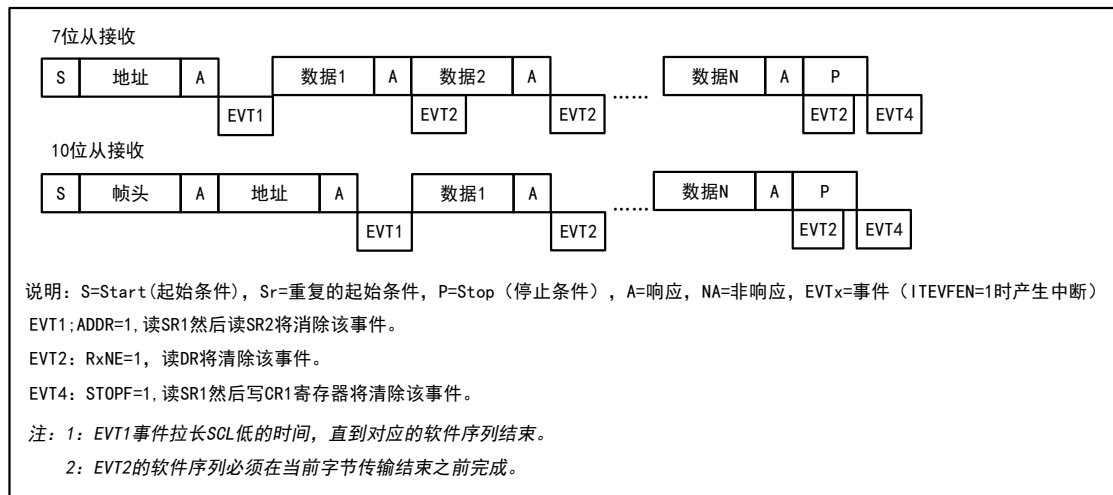 7位从接收
S 地址 A 数据1 A 数据2 A 数据N A P
EVT1 EVT2 EVT2 …… EVT2 EVT4
10位从接收
S 帧头 A 地址 A 数据1 A 数据N A P
EVT1 EVT2 …… EVT2 EVT4
说明：S=Start(起始条件)，Sr=重复的起始条件，P=Stop（停止条件），A=响应，NA=非响应，EVTx=事件（ITEVFEN=1时产生中断）
EVT1;ADDR=1,读SR1然后读SR2将消除该事件。
EVT2：RxNE=1，读DR将清除该事件。
EVT4：STOPF=1,读SR1然后写CR1寄存器将清除该事件。
注：1：EVT1事件拉长SCL低的时间，直到对应的软件序列结束。
2：EVT2的软件序列必须在当前字节传输结束之前完成。